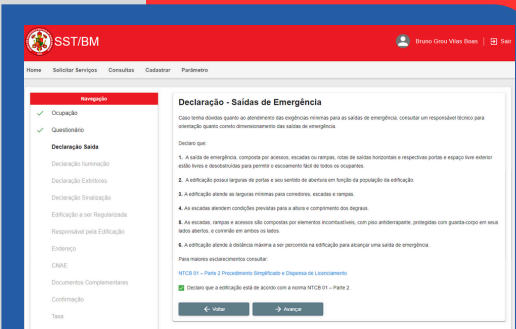 SST/BM
Bruno Grou Vilas Boas
Sair
Home Solicitar Serviços Consultas Cadastrar Parâmetro
Navegação
Ocupação
Questionário
Declaração Saída
Declaração Iluminação
Declaração Extintores
Declaração Sinalização
Edificação a ser Regularizada
Responsável pela Edificação
Endereço
CNAE
Documentos Complementares
Confirmação
Taxa
Declaração - Saídas de Emergência
Caso tenha dúvidas quanto ao atendimento das exigências mínimas para as saídas de emergência, consultar um responsável técnico para
orientação quanto correto dimensionamento das saídas de emergência.
Declaro que:
1. A saída de emergência, composta por acessos, escadas ou rampas, rotas de saídas horizontais e respectivas portas e espaço livre exterior
estão livres e desobstruídas para permitir o escoamento fácil de todos os ocupantes.
2. A edificação possui larguras de portas e seu sentido de abertura em função da população da edificação.
3. A edificação atende as larguras mínimas para corredores, escadas e rampas.
4. As escadas atendem condições previstas para a altura e comprimento dos degraus.
5. As escadas, rampas e acessos são compostas por elementos incombustíveis, com piso antiderrapante, protegidas com guarda-corpo em seus
lados abertos, e corrimão em ambos os lados.
6. A edificação atende à distância máxima a ser percorrida na edificação para alcançar uma saída de emergência.
Para maiores esclarecimentos consultar:
NTCB 01 – Parte 2 Procedimento Simplificado e Dispensa de Licenciamento
Declaro que a edificação está de acordo com a norma NTCB 01 – Parte 2.
Voltar
Avançar